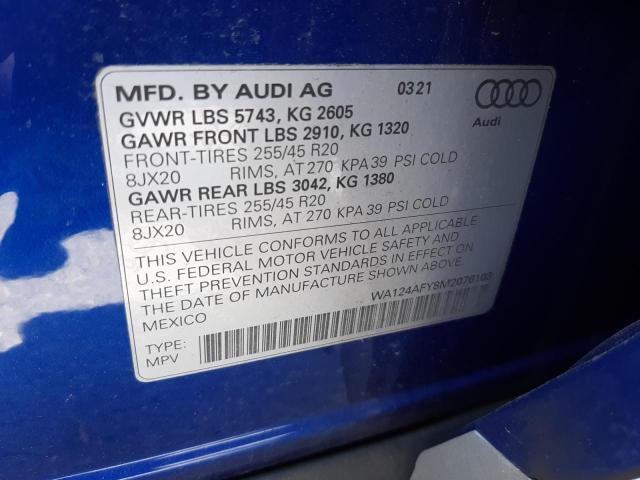 MFD. BY AUDI AG 03 21
GVWR LBS 5743, KG 2605
GAWR FRONT LBS 2910, KG 1320
FRONT-TIRES 255/45 R20
8JX20 RIMS, AT 270 KPA 39 PSI COLD
GAWR REAR LBS 3042, KG 1380
REAR-TIRES 255/45 R20
8JX20 RIMS, AT 270 KPA 39 PSI COLD
Audi
THIS VEHICLE CONFORMS TO ALL APPLICABLE
U.S. FEDERAL MOTOR VEHICLE SAFETY AND
THEFT PREVENTION STANDARDS IN EFFECT ON
THE DATE OF MANUFACTURE SHOWN ABOVE.
MEXICO
WA124AFY8M2076103
TYPE:
MPV